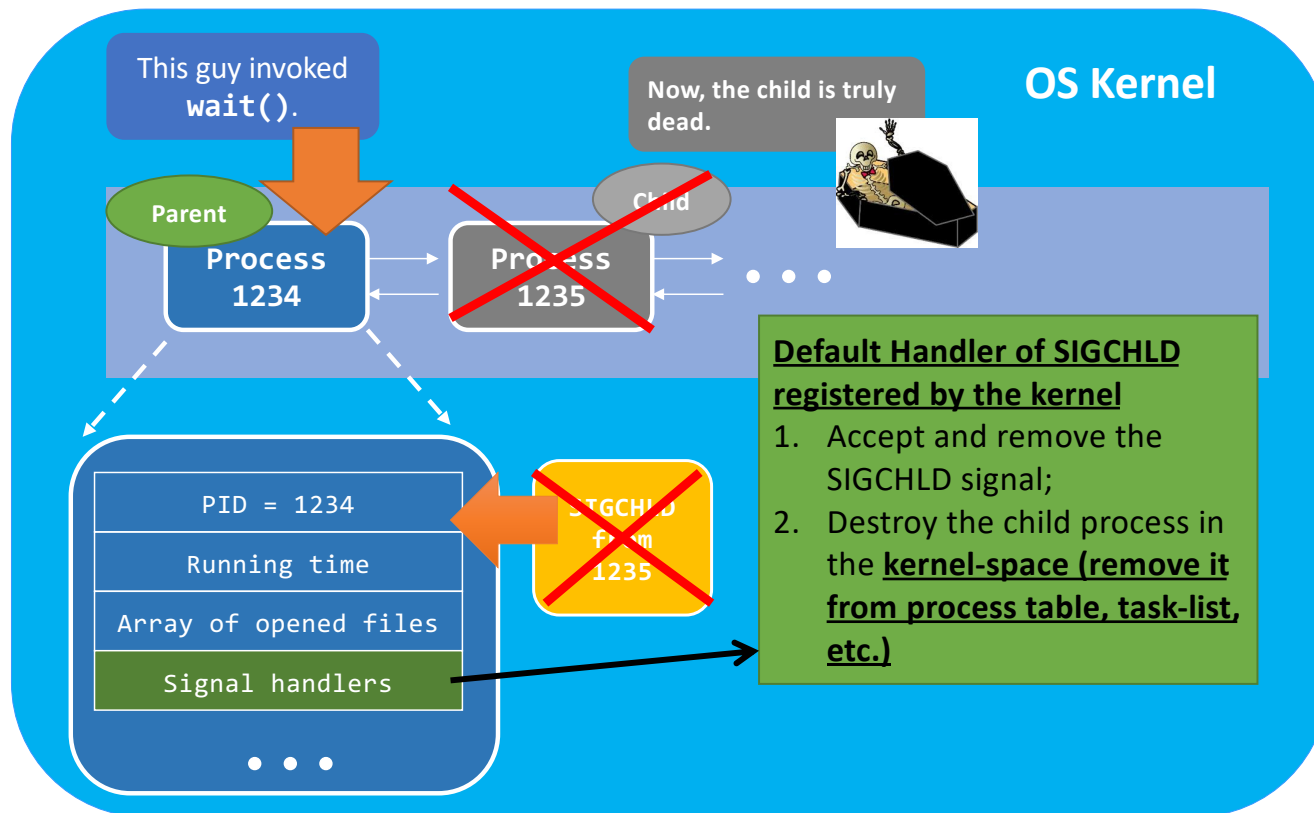 This guy invoked
wait().
Now, the child is truly
dead.
OS Kernel
Parent
Child
Process
1234
Process
1235
Default Handler of SIGCHLD
registered by the kernel
1. Accept and remove the
SIGCHLD signal;
2. Destroy the child process in
the kernel-space (remove it
from process table, task-list,
etc.)
PID = 1234
Running time
Array of opened files
Signal handlers
SIGCHLD
from
1235